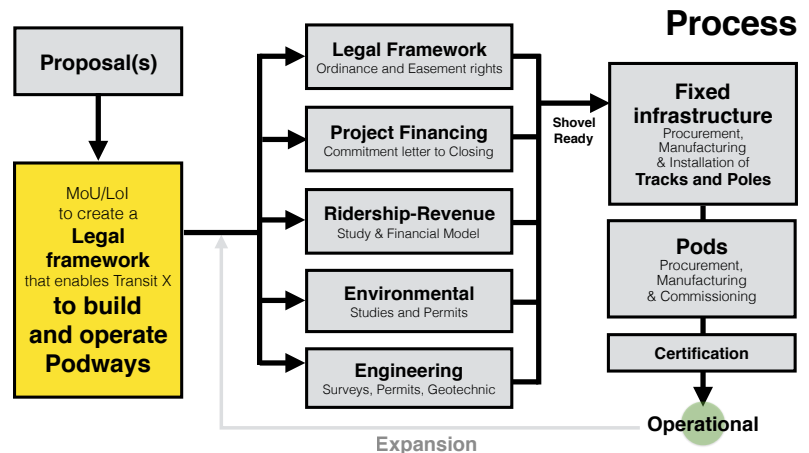 Process
Proposal(s)
MoU/LoI
to create a
Legal
framework
that enables Transit X
to build
and operate
Podways
Legal Framework
Ordinance and Easement rights
Project Financing
Commitment letter to Closing
Ridership-Revenue
Study & Financial Model
Environmental
Studies and Permits
Engineering
Surveys, Permits, Geotechnic
Shovel
Ready
Fixed
infrastructure
Procurement,
Manufacturing
& Installation of
Tracks and Poles
Pods
Procurement,
Manufacturing
& Commissioning
Certification
Operational
Expansion